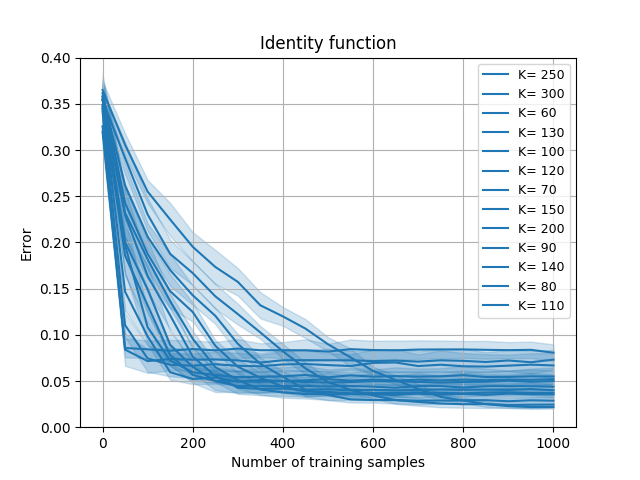 Identity function
0.40
0.35
0.30
0.25
0.20
0.15
0.10
0.05
0.00
Error
0
200
400
600
800
1000
Number of training samples
K= 250
K= 300
K= 60
K= 130
K= 100
K= 120
K= 70
K= 150
K= 200
K= 90
K= 140
K= 80
K= 110